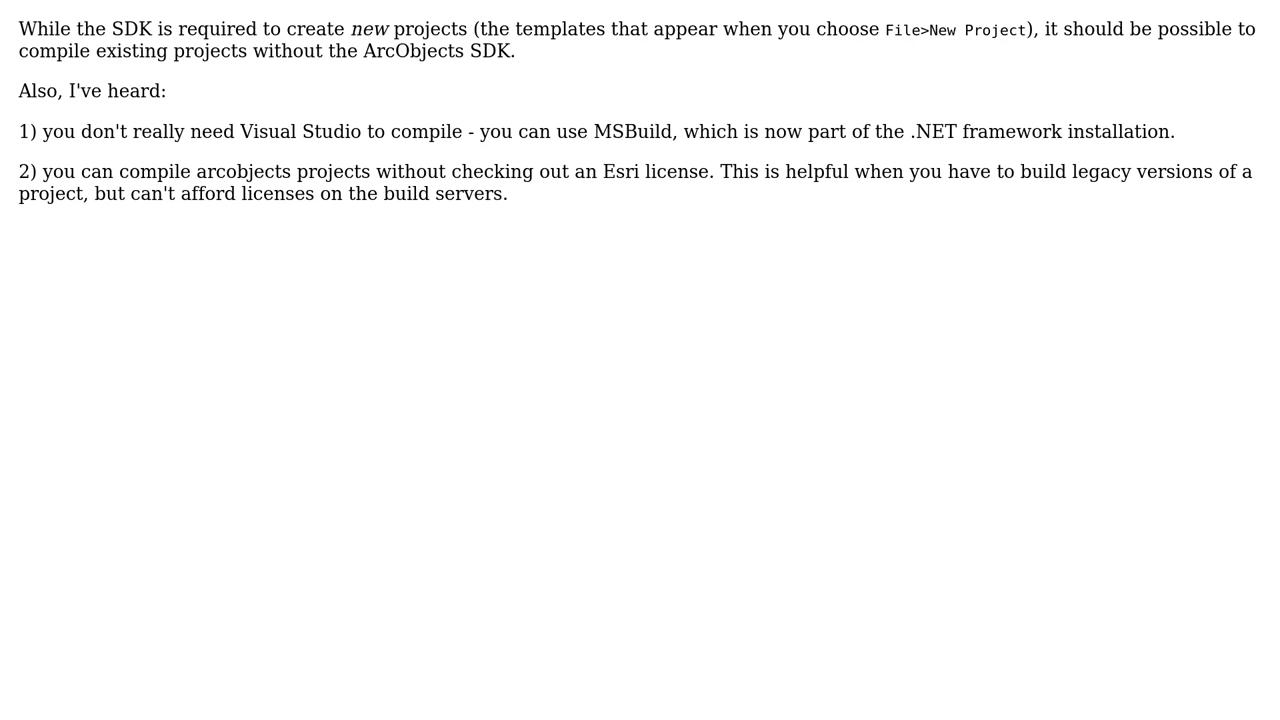 While the SDK is required to create new projects (the templates that appear when you choose File>New Project), it should be possible to
compile existing projects without the ArcObjects SDK.
Also, I've heard:
1) you don't really need Visual Studio to compile - you can use MSBuild, which is now part of the .NET framework installation.
2) you can compile arcobjects projects without checking out an Esri license. This is helpful when you have to build legacy versions of a
project, but can't afford licenses on the build servers.